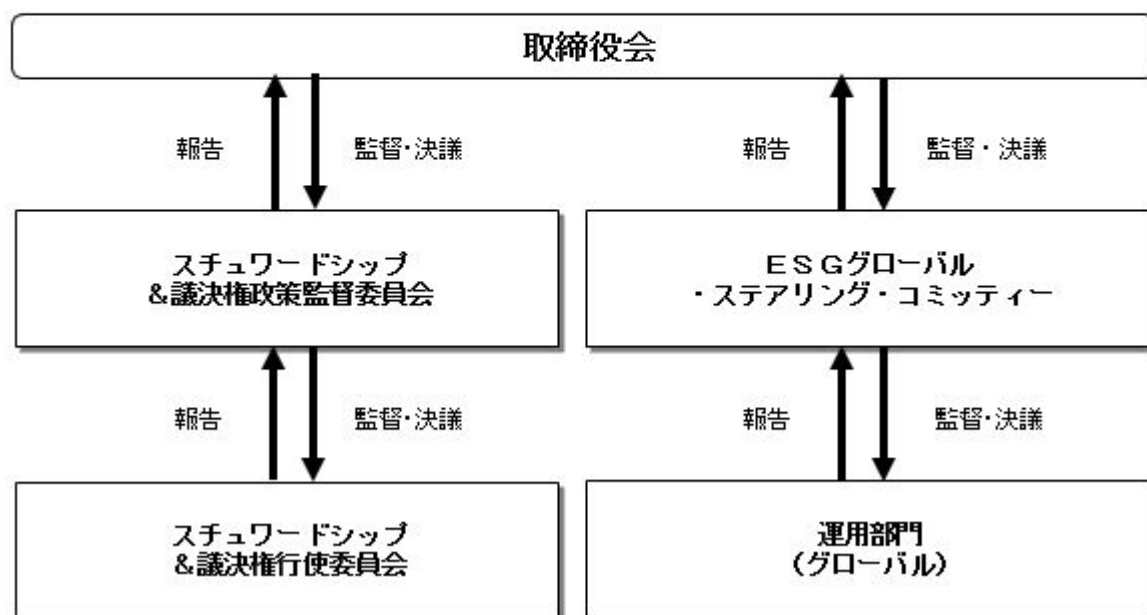 取締役会
報告
監督･決議
報告
監督・決議
スチュワードシップ
&議決権政策監督委員会
ＥＳＧグローバル
・ステアリング・コミッティー
報告
監督･決議
報告
監督･決議
スチュワードシップ
&議決権行使委員会
運用部門
（グローバル）